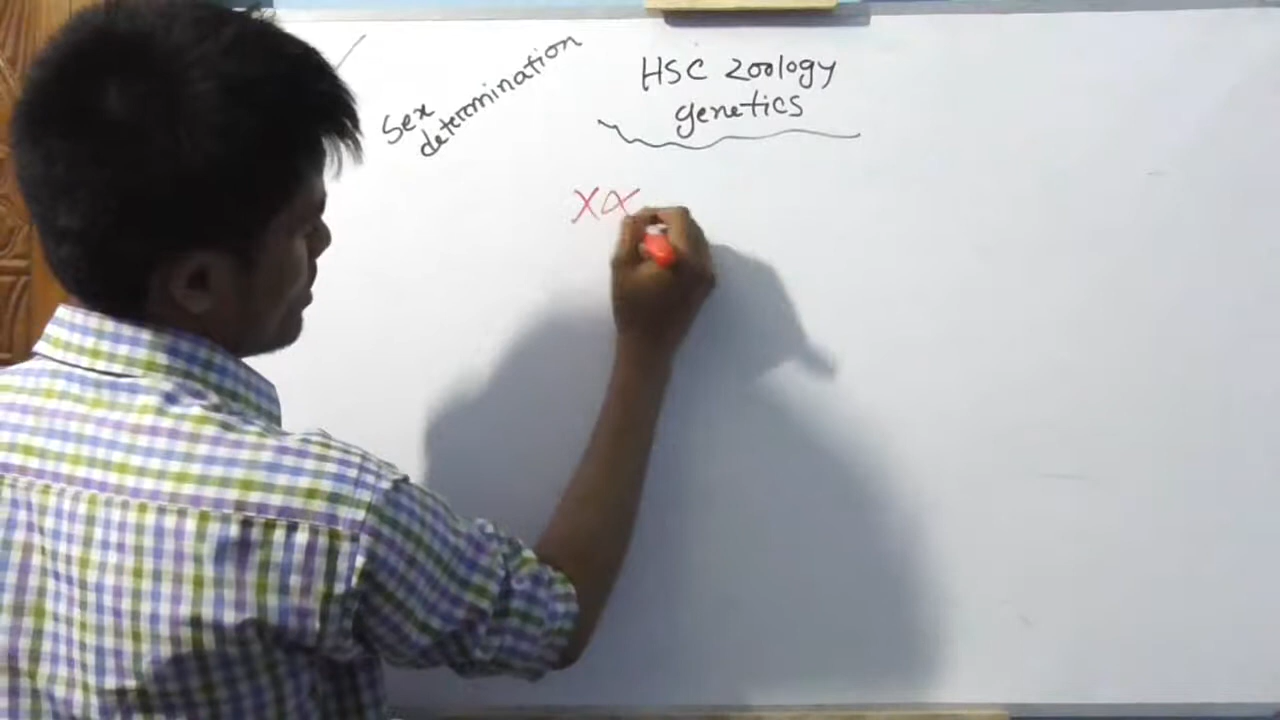 Sex
determination
HSC Zoology
genetics
XX